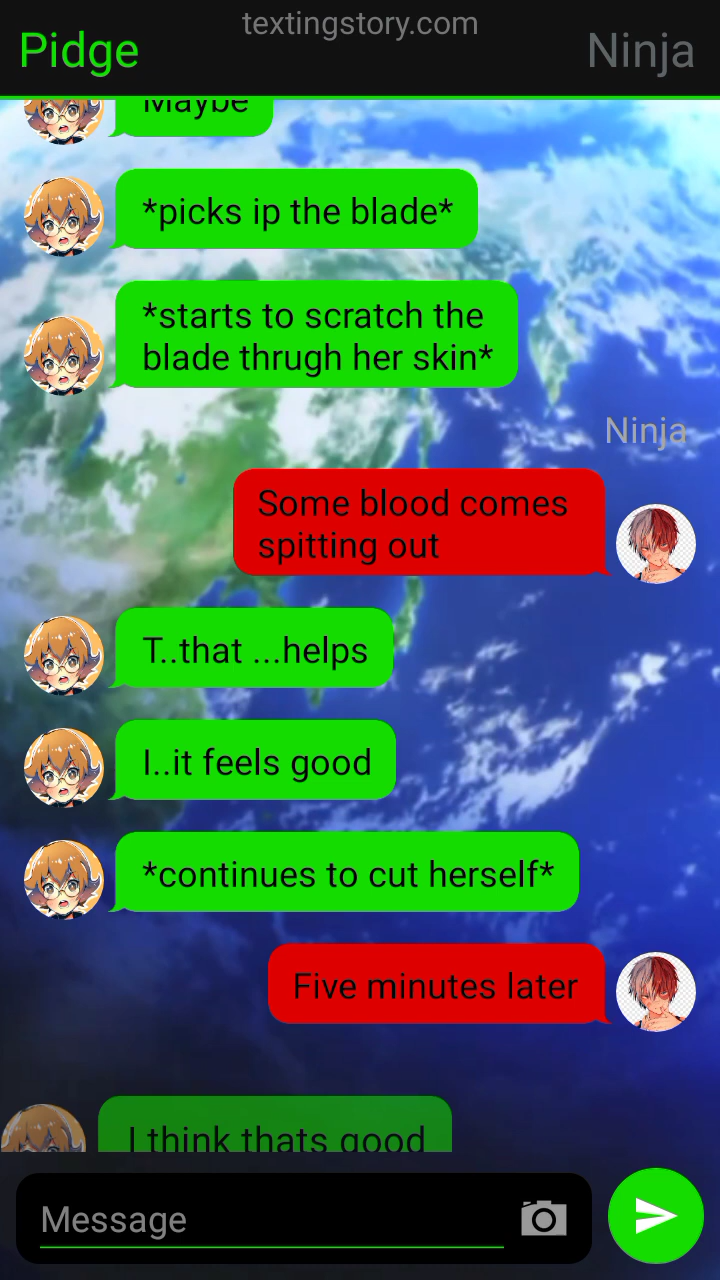 textingstory.com
Pidge
Ninja
Maybe
*picks ip the blade*
*starts to scratch the
blade thrugh her skin*
Ninja
Some blood comes
spitting out
T..that ...helps
I..it feels good
*continues to cut herself*
Five minutes later
I think thats good
Message